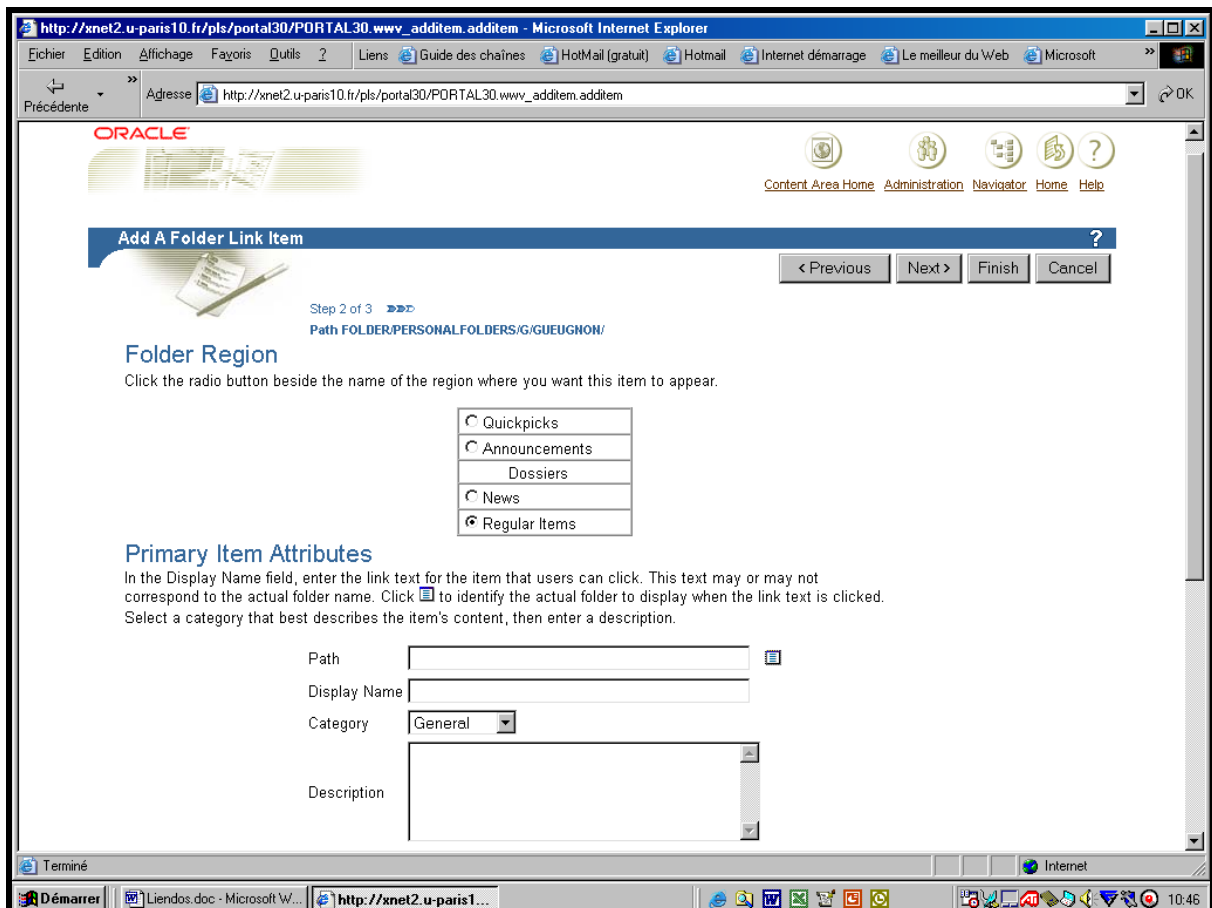 http://xnet2.u-paris10.fr/pls/portal30/PORTAL30.wwv_additem.additem - Microsoft Internet Explorer
Fichier Edition Affichage Favoris Outils ? Liens Guide des chaînes HotMail (gratuit) Hotmail Internet démarrage Le meilleur du Web Microsoft »
Précédente » Adresse http://xnet2.u-paris10.fr/pls/portal30/PORTAL30.wwv_additem.additem OK
ORACLE
Content Area Home Administration Navigator Home Help
Add A Folder Link Item ?
< Previous Next > Finish Cancel
Step 2 of 3
Path FOLDER/PERSONALFOLDERS/G/GUEUGNON/
Folder Region
Click the radio button beside the name of the region where you want this item to appear.
Quickpicks
Announcements
Dossiers
News
Regular Items
Primary Item Attributes
In the Display Name field, enter the link text for the item that users can click. This text may or may not
correspond to the actual folder name. Click to identify the actual folder to display when the link text is clicked.
Select a category that best describes the item's content, then enter a description.
Path
Display Name
Category General
Description
Terminé Internet
Démarrer Liendos.doc - Microsoft W... http://xnet2.u-paris1... 10:46